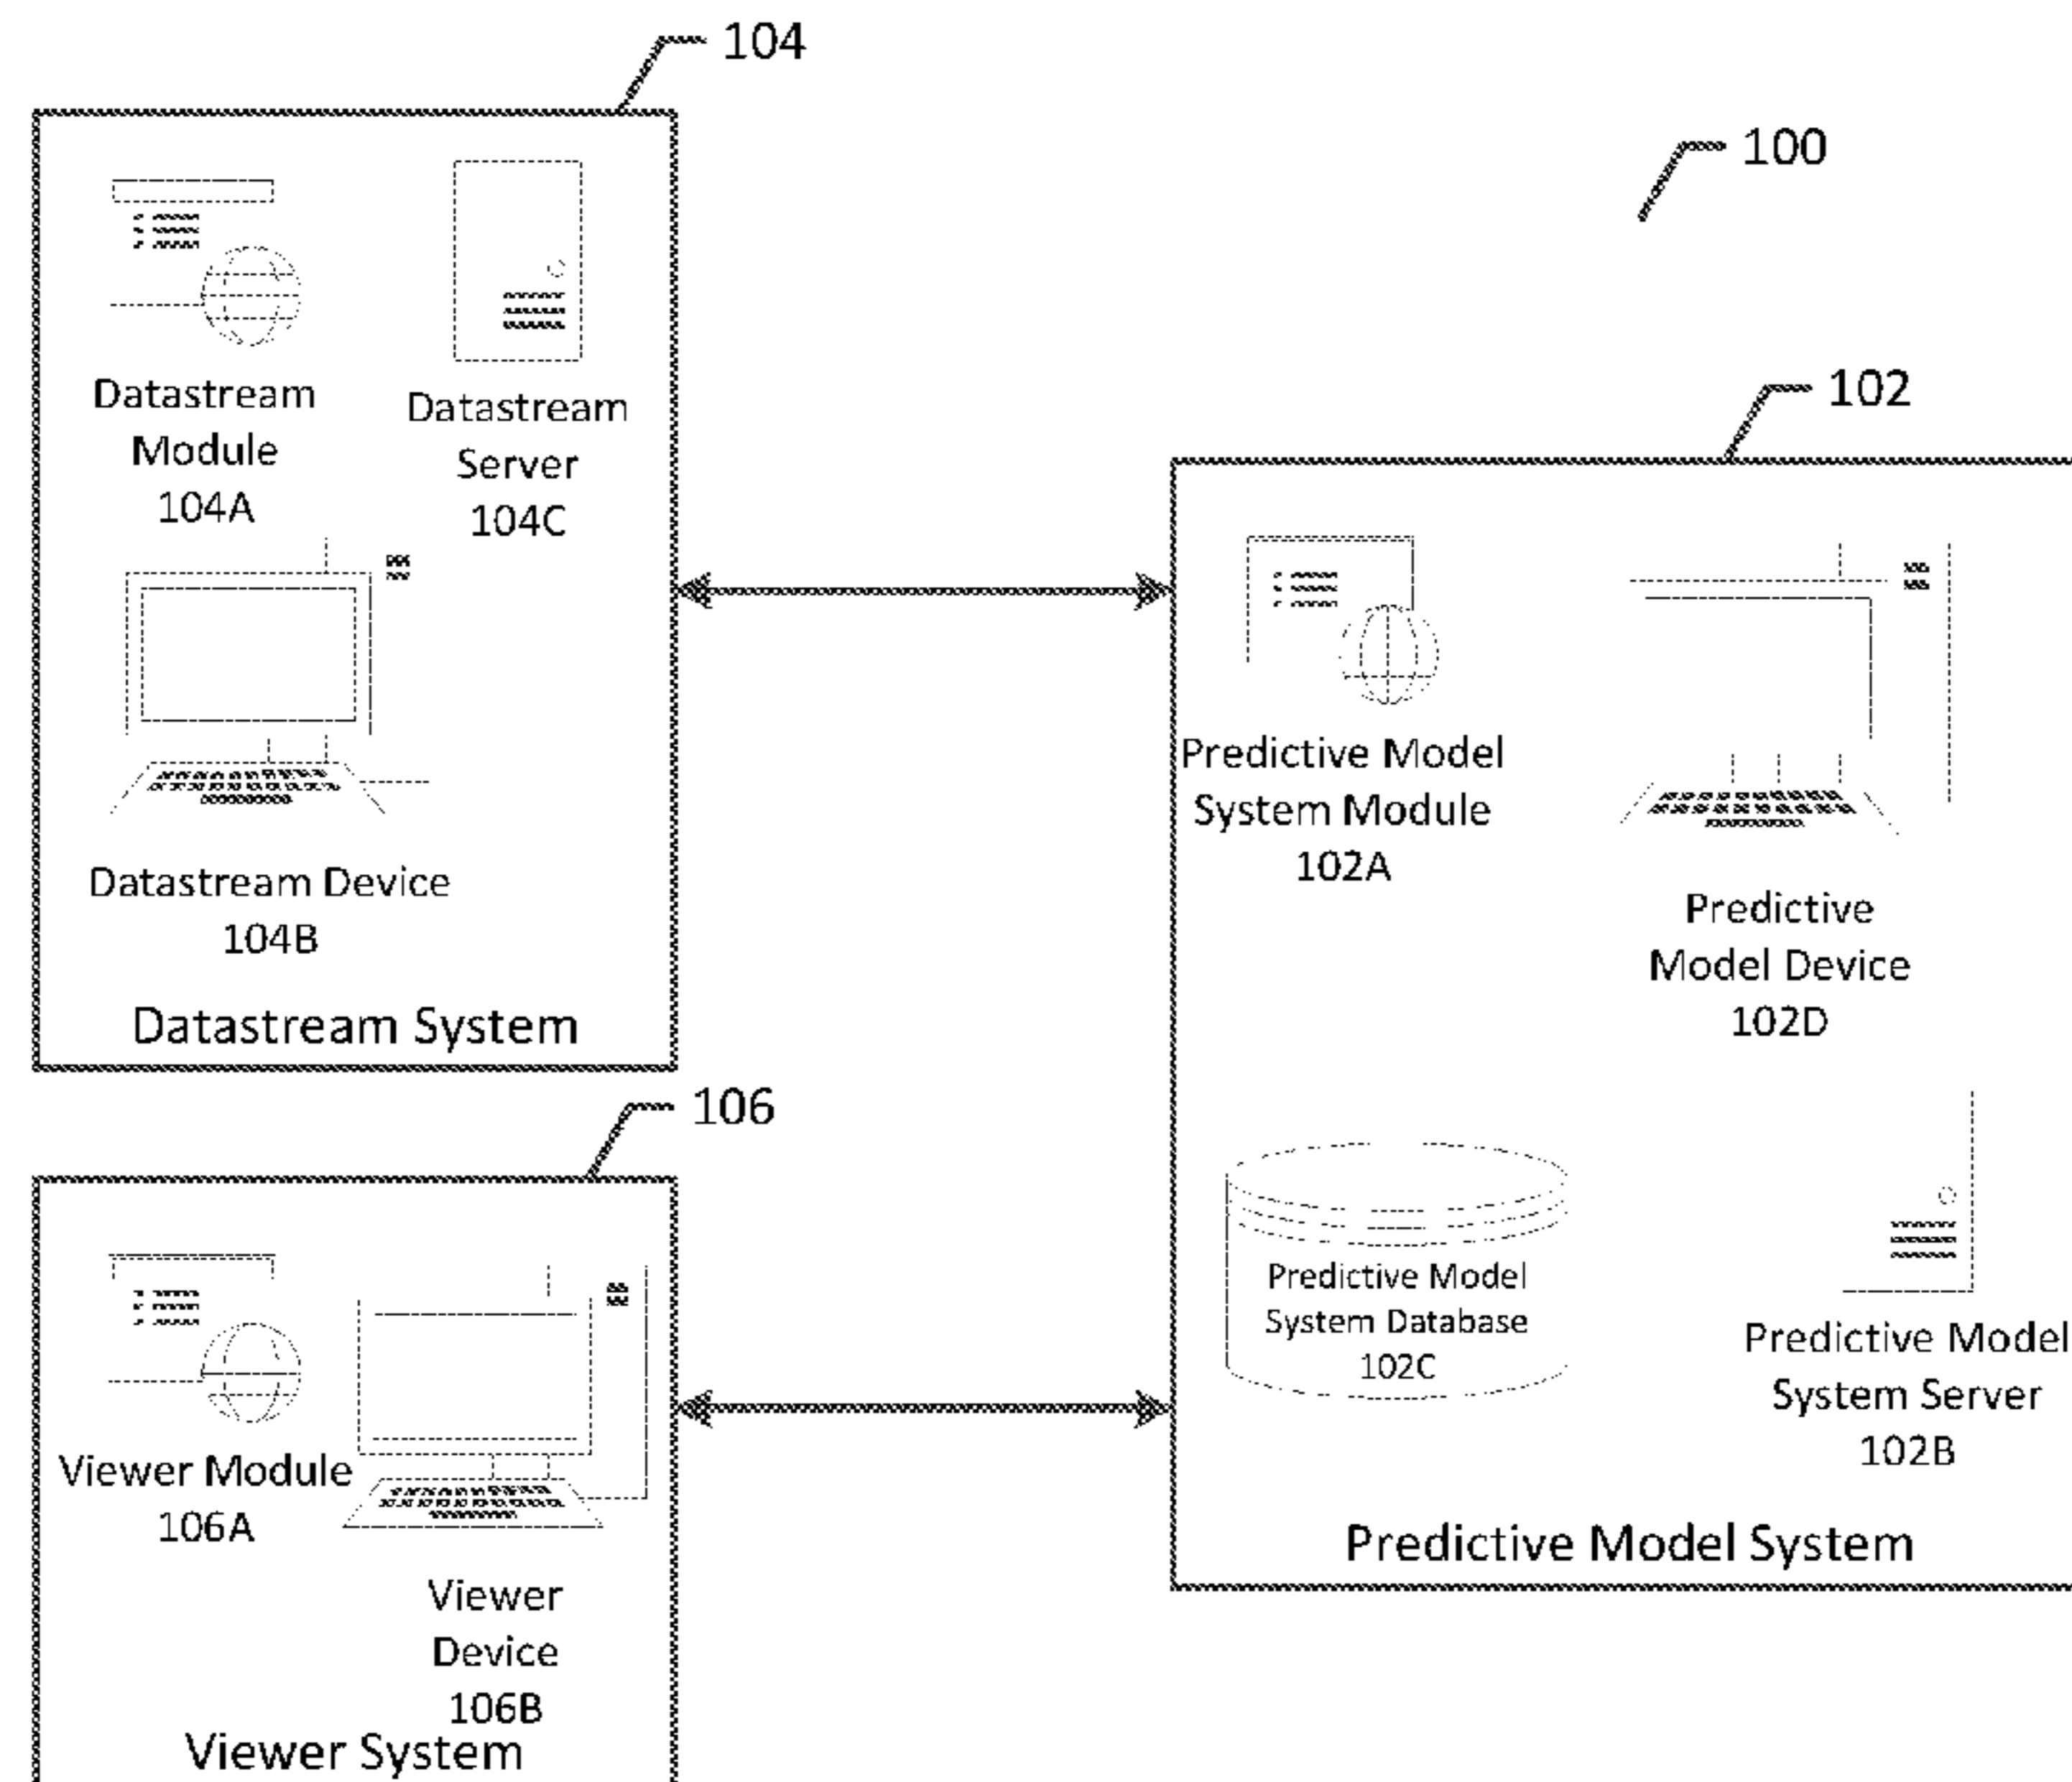 104
100
Datastream
Module
104A
Datastream
Server
104C
102
Datastream Device
104B
Datastream System
Predictive Model
System Module
102A
Predictive
Model Device
102D
106
Predictive Model
System Database
102C
Predictive Model
System Server
102B
Predictive Model System
Viewer Module
106A
Viewer
Device
106B
Viewer System